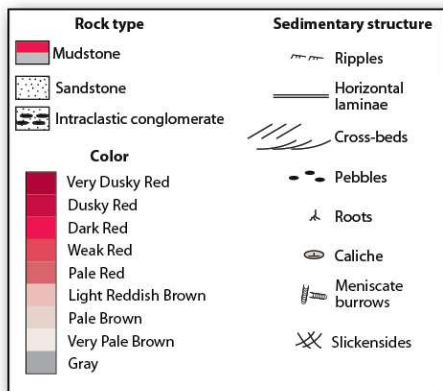 Rock type
Mudstone
Sandstone
Intraclastic conglomerate
Color
Very Dusky Red
Dusky Red
Dark Red
Weak Red
Pale Red
Light Reddish Brown
Pale Brown
Very Pale Brown
Gray
Sedimentary structure
Ripples
Horizontal
laminae
Cross-beds
Pebbles
Roots
Caliche
Meniscate
burrows
Slickensides